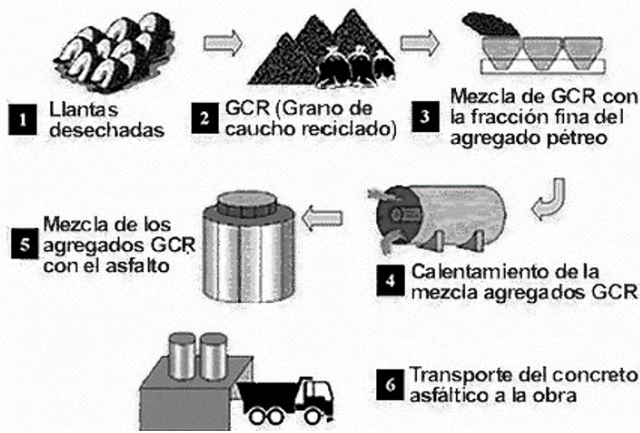 1 Llantas
desechadas
2 GCR (Grano de
caucho reciclado)
3 Mezcla de GCR con
la fracción fina del
agregado pétreo
4 Calentamiento de la
mezcla agregados GCR
5 Mezcla de los
agregados GCR
con el asfalto
6 Transporte del concreto
asfáltico a la obra